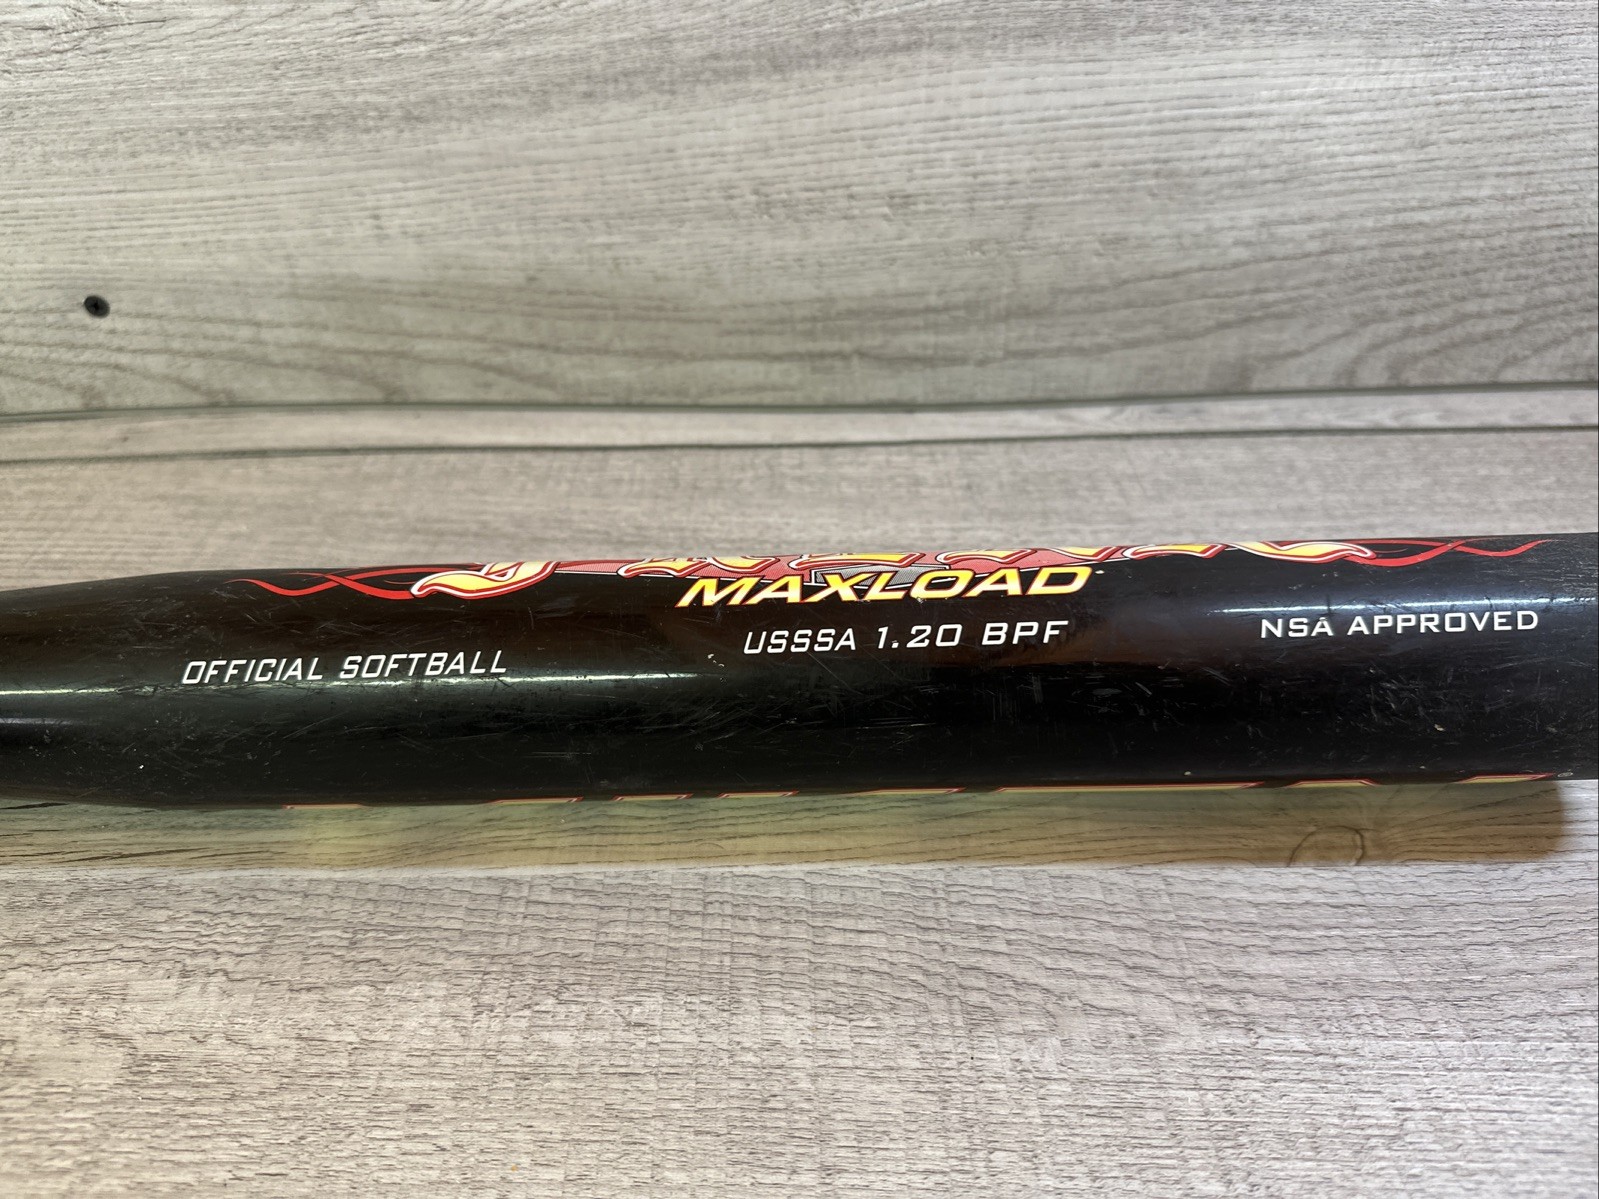 MAXLOAD
USSSA 1.20 BPF
NSA APPROVED
OFFICIAL SOFTBALL